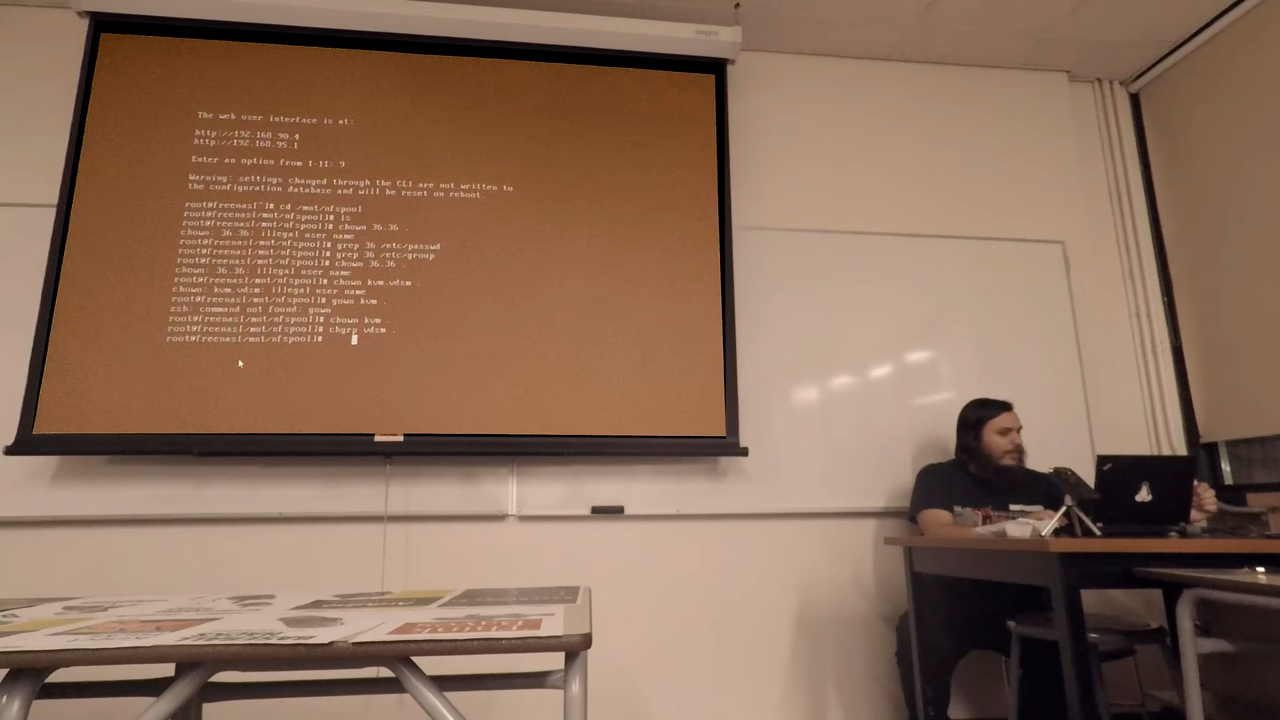 The web user interface is at:
http://192.168.90.4
http://192.168.95.1
Enter an option from 1-11: 9
Warning: settings changed through the CLI are not written to
the configuration database and will be reset on reboot.
root@freenas[~]# cd /mnt/nfspool
root@freenas[/mnt/nfspool]# ls
root@freenas[/mnt/nfspool]# chown 36.36 .
chown: 36.36: illegal user name
root@freenas[/mnt/nfspool]# grep 36 /etc/passwd
root@freenas[/mnt/nfspool]# grep 36 /etc/group
root@freenas[/mnt/nfspool]# chown 36.36 .
chown: 36.36: illegal user name
root@freenas[/mnt/nfspool]# chown kvm.vdsm .
chown: kvm.vdsm: illegal user name
root@freenas[/mnt/nfspool]# gown kvm .
zsh: command not found: gown
root@freenas[/mnt/nfspool]# chown kvm .
root@freenas[/mnt/nfspool]# chgrp vdsm .
root@freenas[/mnt/nfspool]#